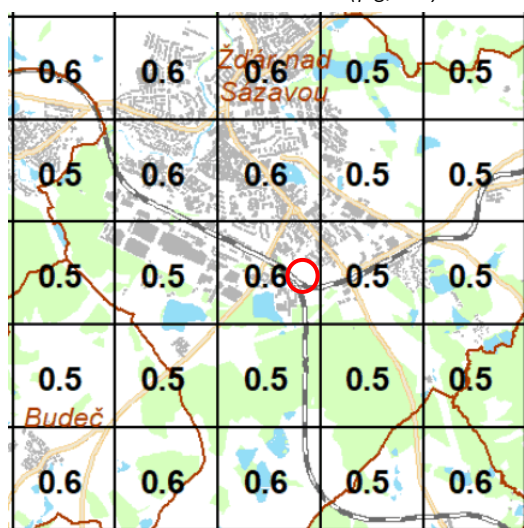 0.6 0.6 0.6 0.5 0.5
Žďár nad
Sázavou
0.5 0.6 0.6 0.5 0.5
0.5 0.5 0.6 0.5 0.5
0.5 0.5 0.5 0.5 0.5
Budeč
0.6 0.6 0.6 0.5 0.6